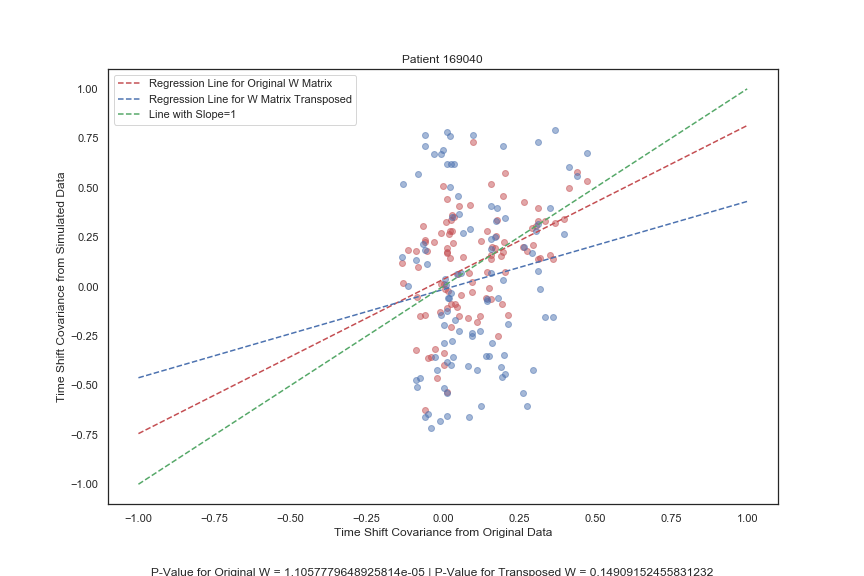 Patient 169040
Regression Line for Original W Matrix
Regression Line for W Matrix Transposed
Line with Slope=1
Time Shift Covariance from Simulated Data
1.00
0.75
0.50
0.25
0.00
−0.25
−0.50
−0.75
−1.00
−1.00 −0.75 −0.50 −0.25 0.00 0.25 0.50 0.75 1.00
Time Shift Covariance from Original Data
P-Value for Original W = 1.1057779648925814e-05 | P-Value for Transposed W = 0.14909152455831232